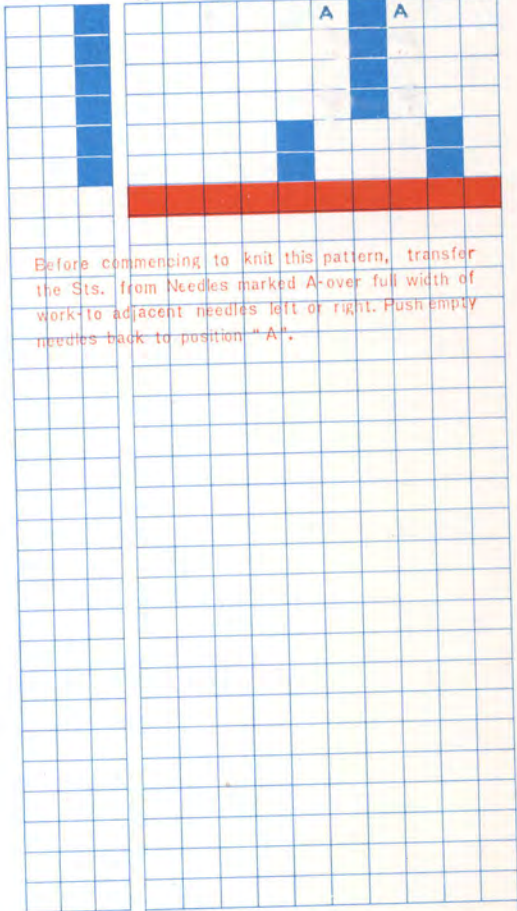 A A
Before commencing to knit this pattern, transfer
the Sts. from Needles marked A-over full width of
work-to adjacent needles left or right. Push empty
needles back to position "A".